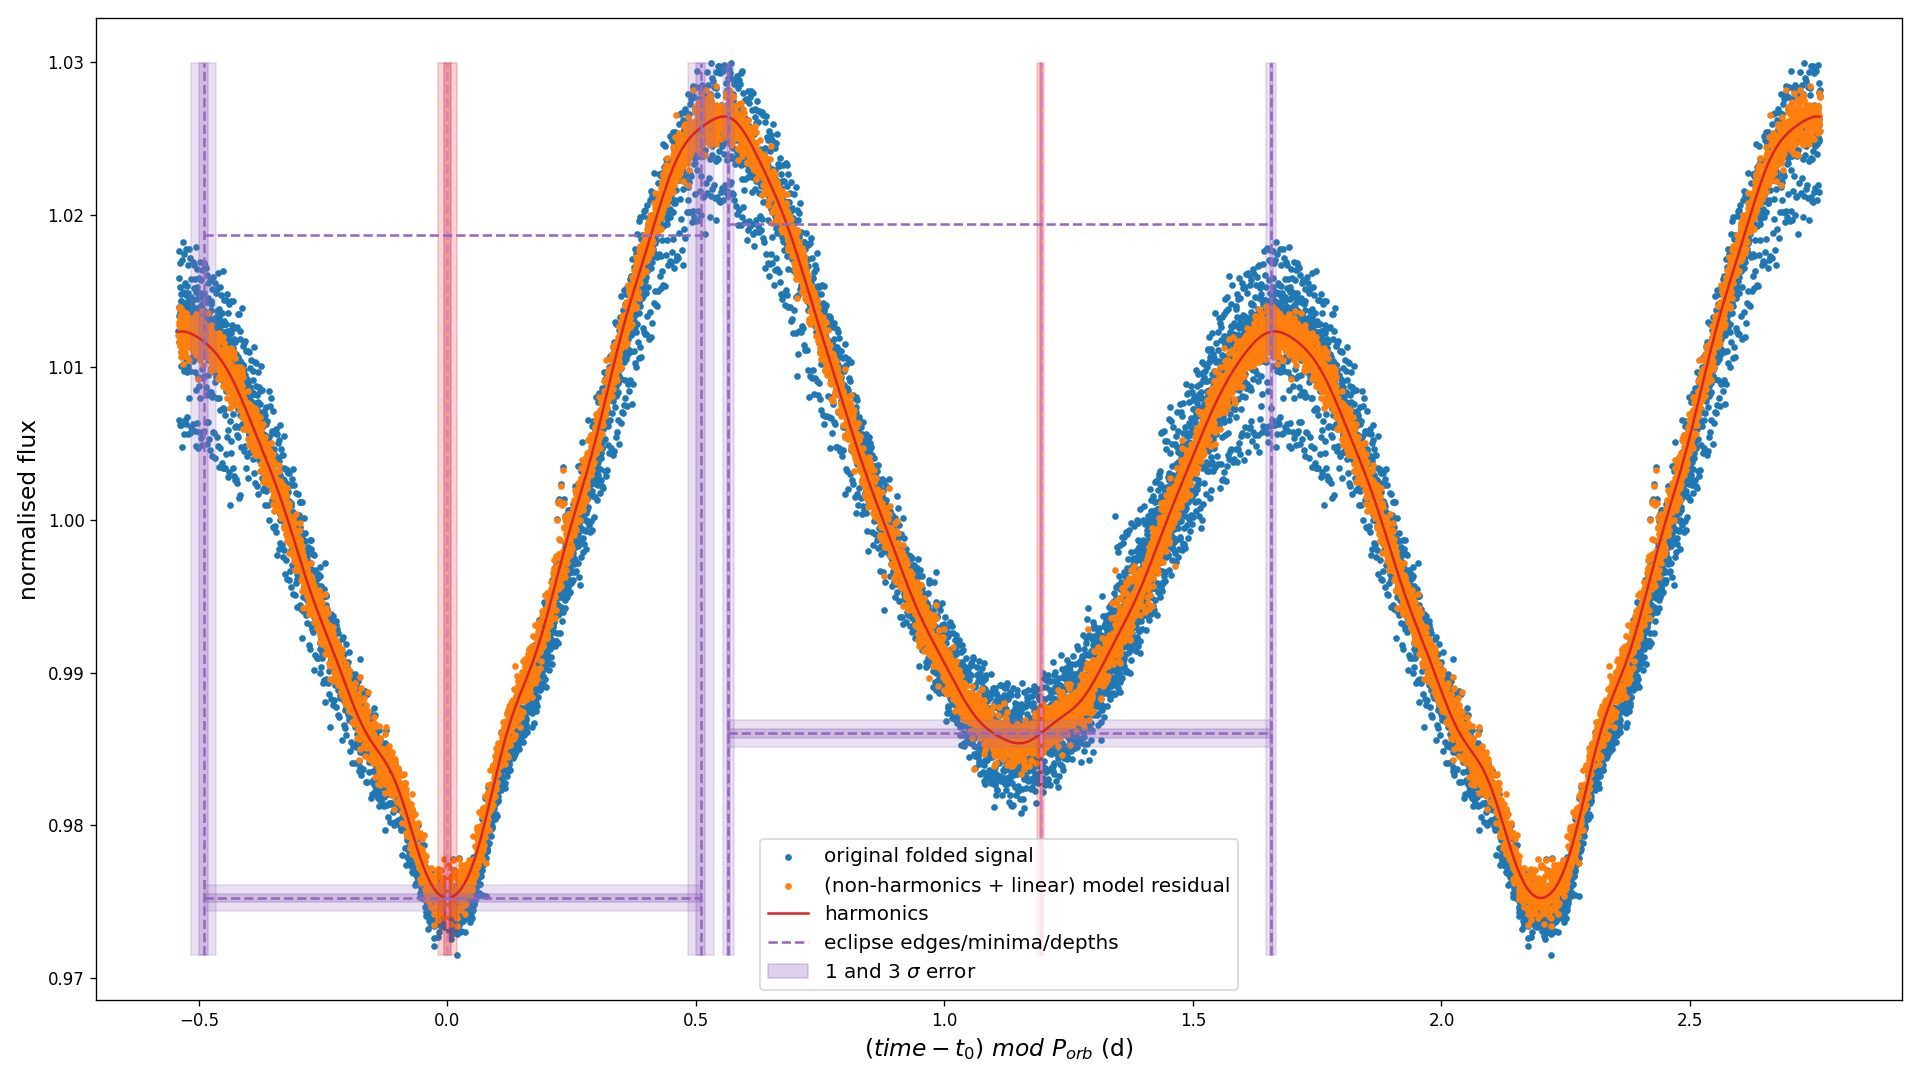 normalised flux
1.03
1.02
1.01
1.00
0.99
0.98
0.97
−0.5
0.0
0.5
1.0
1.5
2.0
2.5
(time − t₀) mod Pₒᵣb (d)
original folded signal
(non-harmonics + linear) model residual
harmonics
eclipse edges/minima/depths
1 and 3 σ error